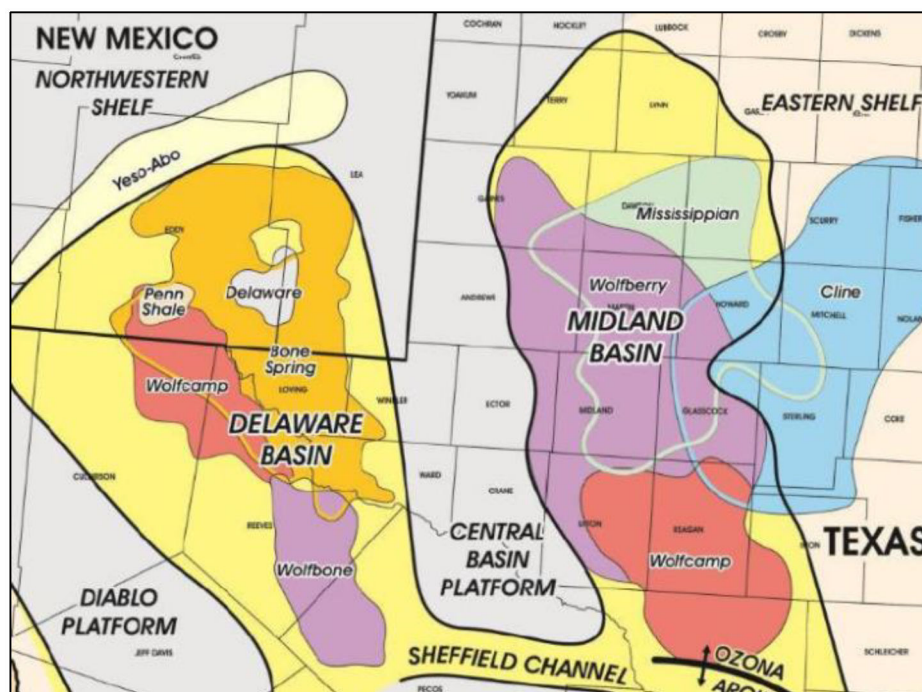 COCHRAN
HOCKLEY
LUBBOCK
CROSBY
DICKENS
NEW MEXICO
CHAVES
NORTHWESTERN
SHELF
YOAKUM
TERRY
LYNN
EASTERN SHELF
Yeso-Abo
LEA
GAINES
DAWSON
Mississippian
SCURRY
FISHER
EDDY
Penn
Shale
Delaware
ANDREWS
Wolfberry
MARTIN
HOWARD
Cline
MITCHELL
NOLAN
MIDLAND
BASIN
Bone
Spring
Wolfcamp
LOVING
WINKLER
ECTOR
MIDLAND
GLASSCOCK
STERLING
COKE
DELAWARE
BASIN
CULBERSON
WARD
CRANE
REEVES
UPTON
REAGAN
IRION
TEXAS
CENTRAL
BASIN
PLATFORM
Wolfcamp
Wolfbone
DIABLO
PLATFORM
JEFF DAVIS
SHEFFIELD CHANNEL
OZONA
ARCH
SCHLEICHER
PECOS